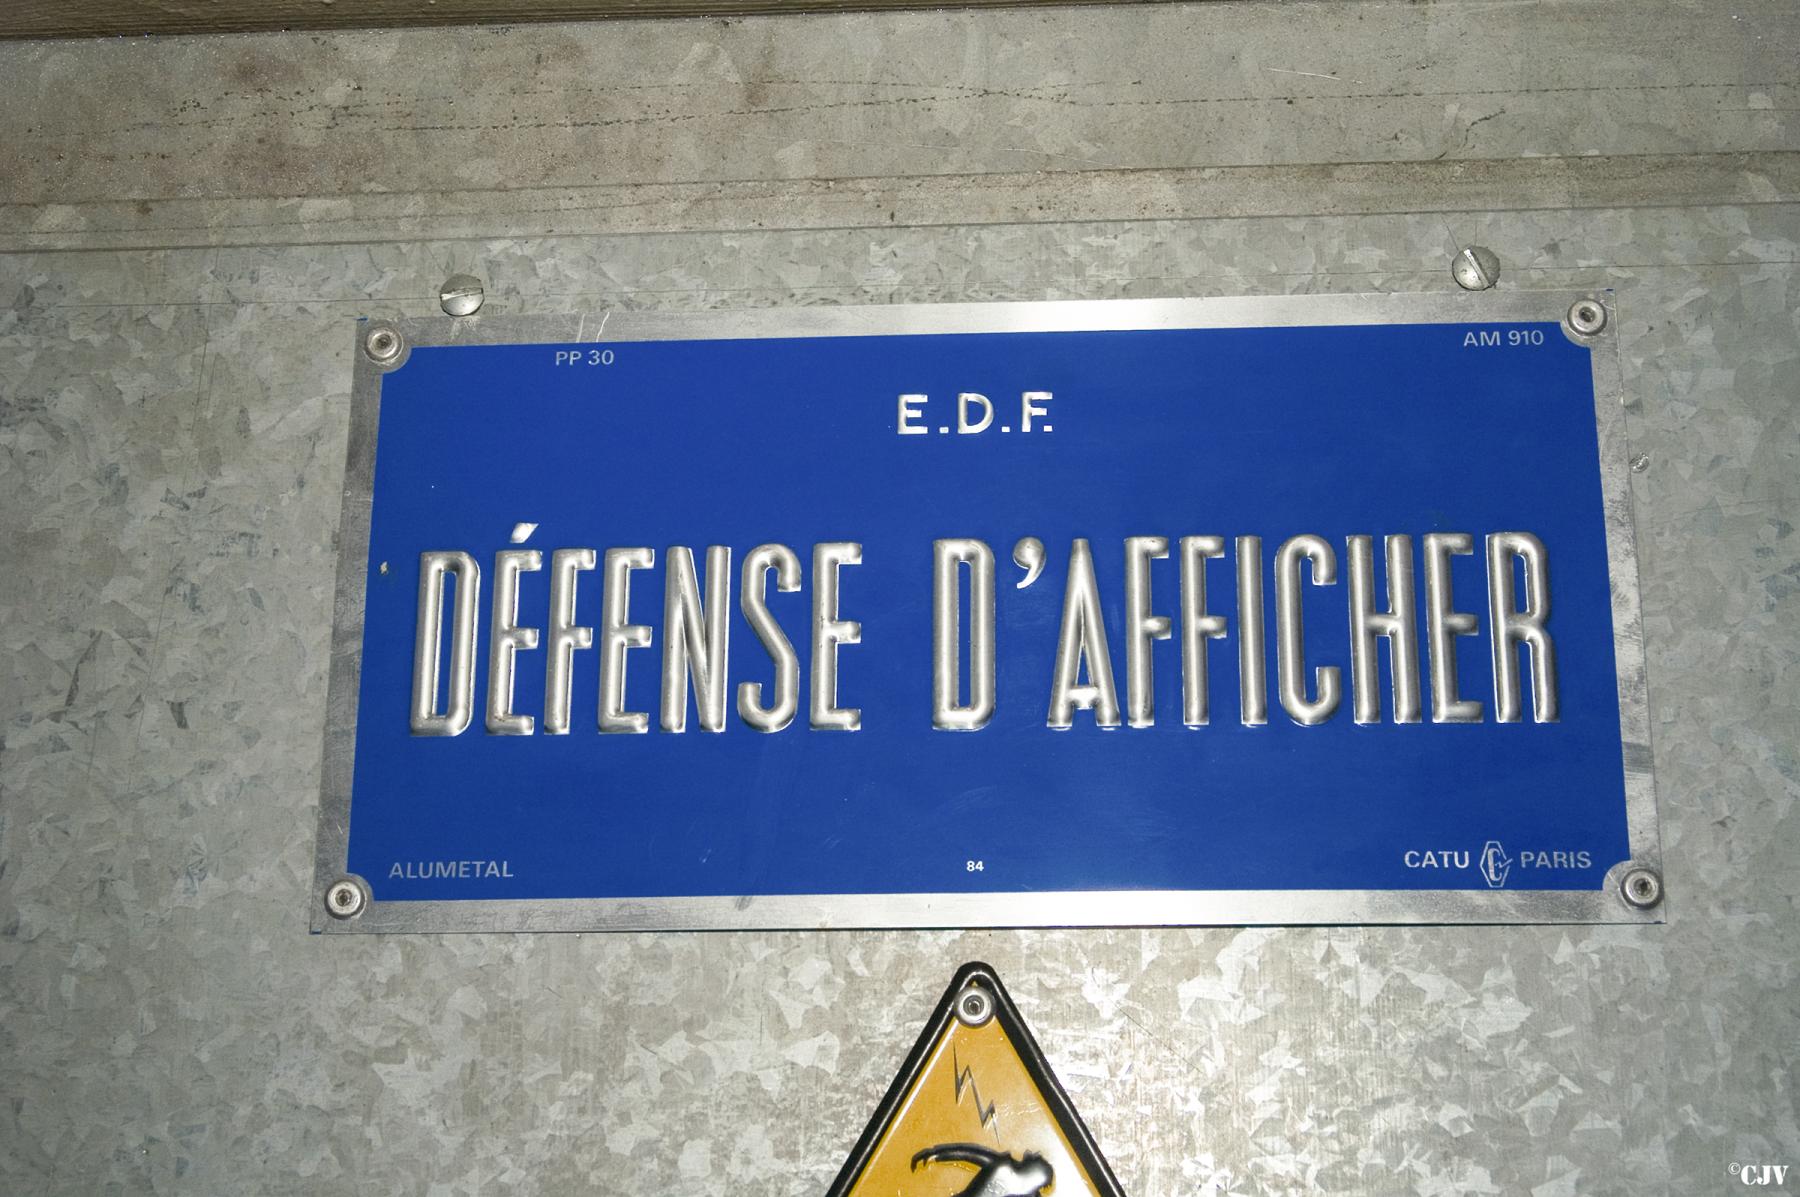 PP 30
AM 910
E.D.F.
DÉFENSE D'AFFICHER
ALUMETAL
84
CATU C PARIS
©CJV